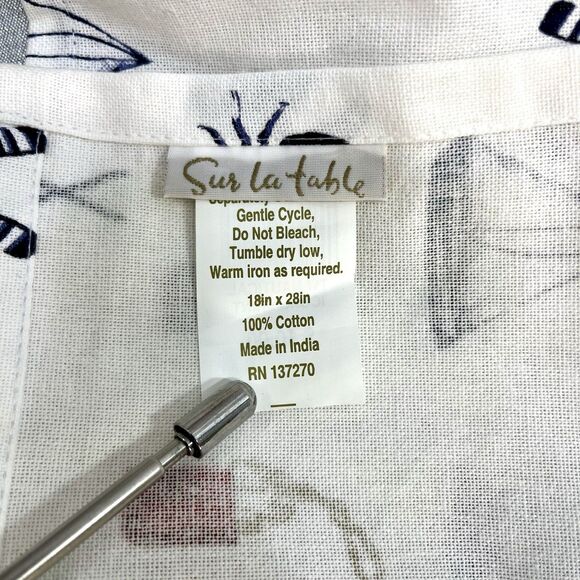 Sur la table
Separately
Gentle Cycle,
Do Not Bleach,
Tumble dry low,
Warm iron as required.
18in x 28in
100% Cotton
Made in India
RN 137270